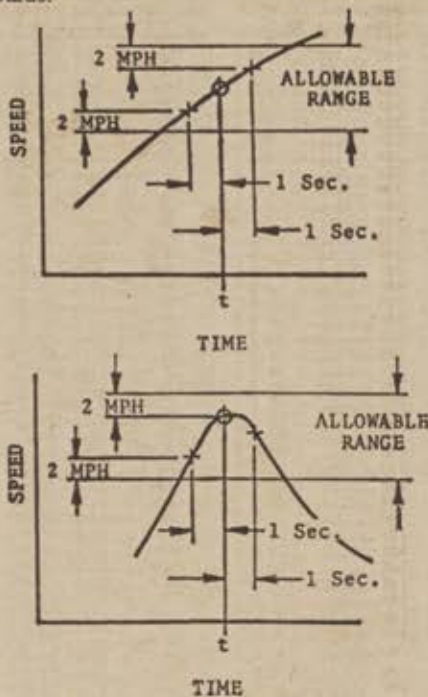 2 MPH
ALLOWABLE
RANGE
2 MPH
SPEED
1 Sec.
1 Sec.
t
TIME
2 MPH
ALLOWABLE
RANGE
2 MPH
SPEED
1 Sec.
1 Sec.
t
TIME